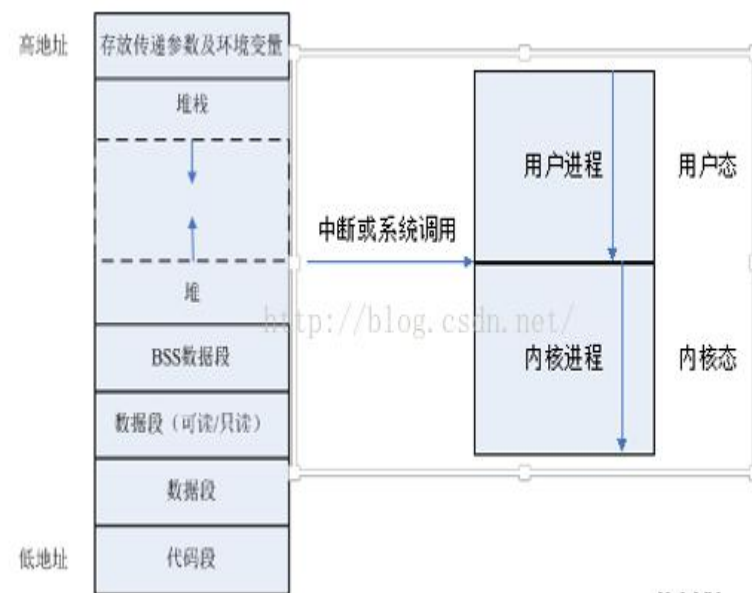 高地址
存放传递参数及环境变量
堆栈
堆
BSS数据段
数据段（可读/只读）
数据段
低地址
代码段
中断或系统调用
用户进程
用户态
内核进程
内核态
http://blog.csdn.net/